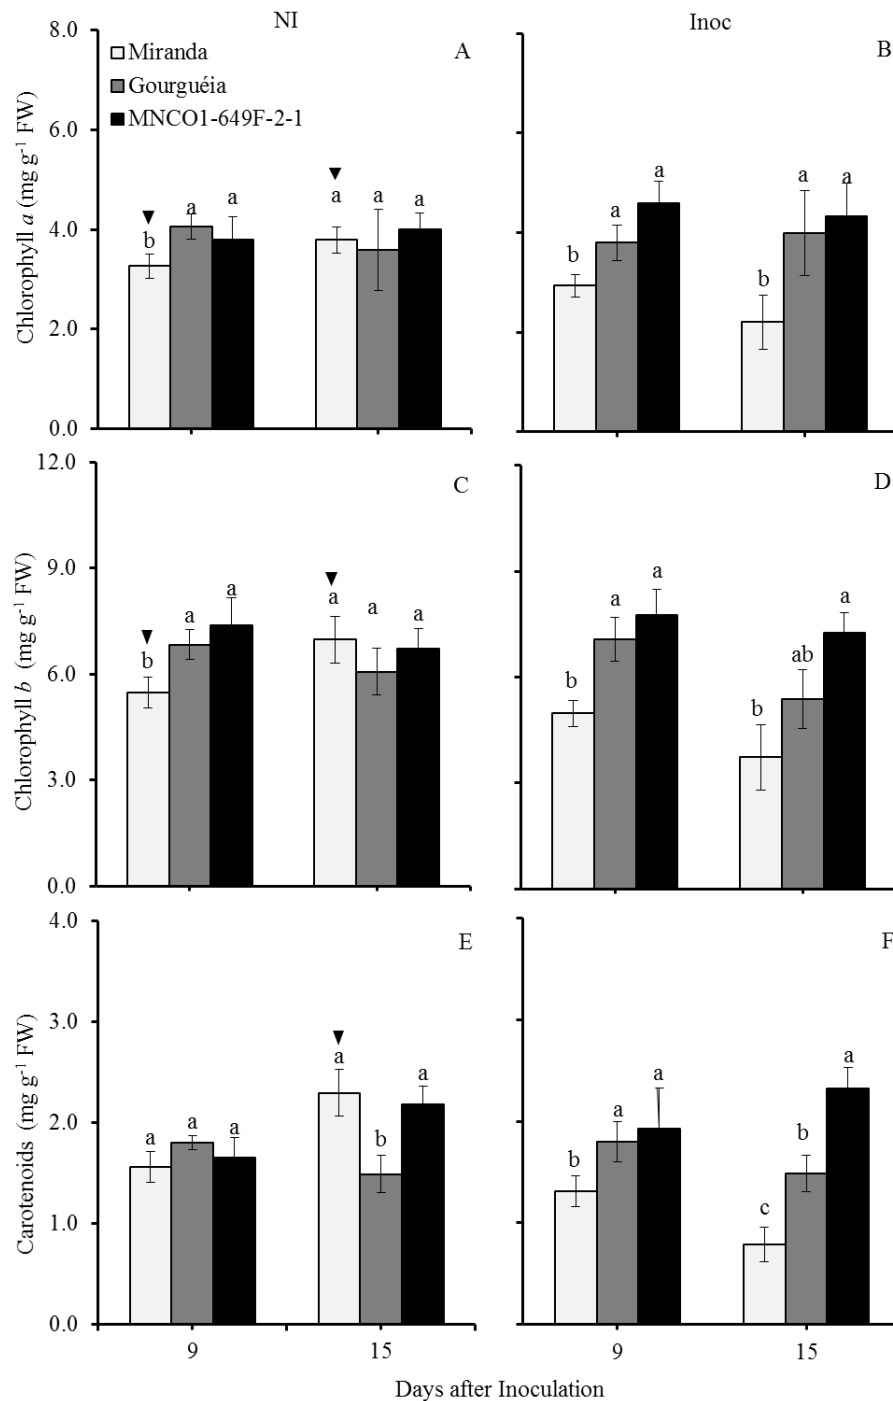 NI
Inoc
8.0
6.0
4.0
2.0
0.0
Chlorophyll a (mg g-1 FW)
Miranda
Gourguéia
MNCO1-649F-2-1
A
b
a
a
a
a
a
B
b
a
a
b
a
a
12.0
9.0
6.0
3.0
0.0
Chlorophyll b (mg g-1 FW)
C
b
a
a
a
a
a
D
b
a
a
b
ab
a
4.0
3.0
2.0
1.0
0.0
Carotenoids (mg g-1 FW)
E
a
a
a
a
b
a
F
b
a
a
c
b
a
9
15
9
15
Days after Inoculation